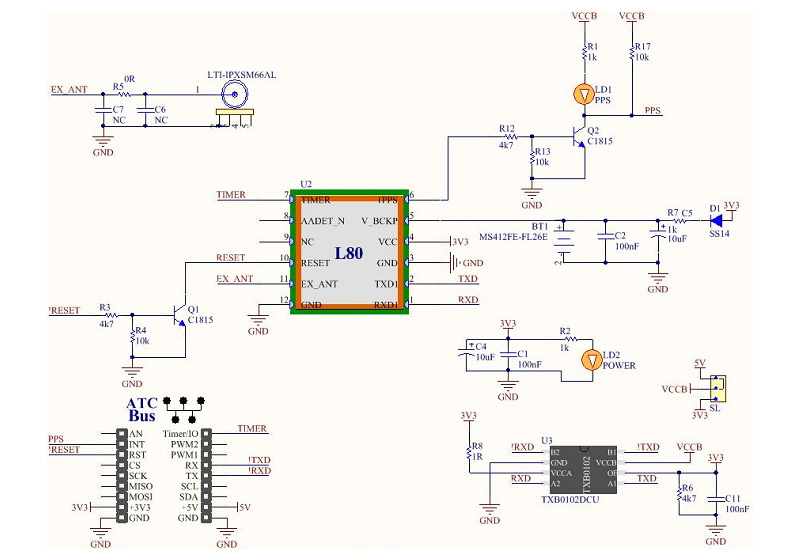 VCCB VCCB
R1
1k
R17
10k
LD1
PPS
PPS
EX_ANT
R5
0R
1
LTI-IPXSM66AL
C7
NC
C6
NC
GND
R12
4k7
Q2
C1815
R13
10k
GND
U2
L80
TIMER 7 TIMER
8 AADET_N
9 NC
RESET 10 RESET
EX_ANT 11 EX_ANT
12 GND
GND
1PPS 6
V_BCKP 5
VCC 4 3V3
GND 3 GND
TXD1 2 TXD
RXD1 1 RXD
BT1
MS412FE-FL26E
2
C2
100nF
R7 C5
1k
10uF
D1
SS14
3V3
GND
!RESET
R3
4k7
Q1
C1815
R4
10k
GND
3V3
C4
10uF
C1
100nF
R2
1k
LD2
POWER
GND
5V
VCCB
3V3
SL
ATC
Bus
PPS
!RESET
AN
INT
RST
CS
SCK
MISO
MOSI
3V3 +3V3
GND
GND
Timer/IO TIMER
PWM2
PWM1
RX !TXD
TX !RXD
SCL
SDA
+5V 5V
GND
GND
3V3
R8
1R
U3
TXB0102
TXB0102DCU
!RXD B2
GND
VCCA
RXD A2
B1 !TXD
VCCB VCCB
OE
A1 TXD
GND
3V3
R6
4k7
C11
100nF
GND